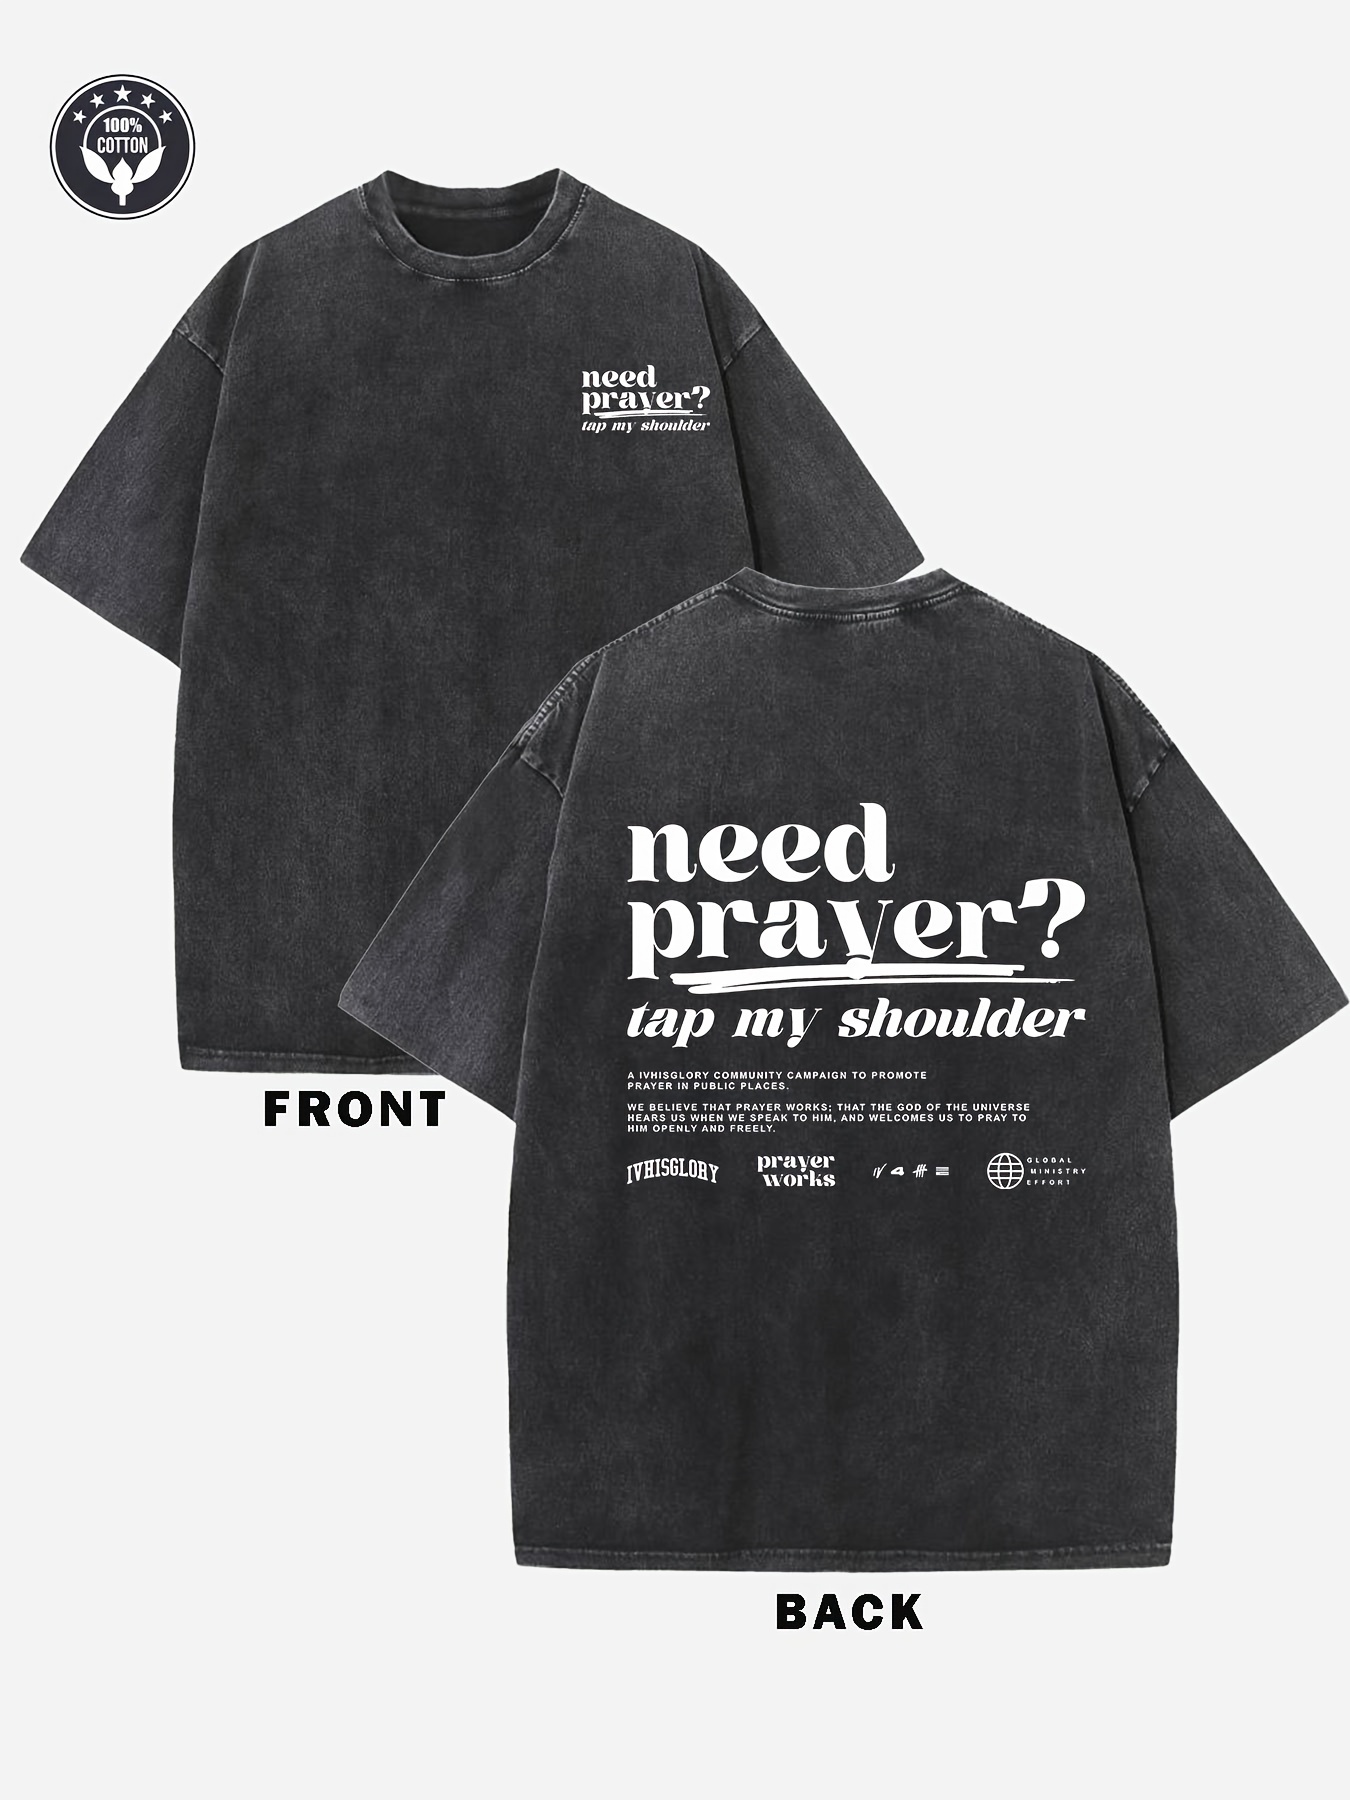 100%
COTTON
need
prayer?
tap my shoulder
FRONT
need
prayer?
tap my shoulder
A IVHISGLORY COMMUNITY CAMPAIGN TO PROMOTE
PRAYER IN PUBLIC PLACES.
WE BELIEVE THAT PRAYER WORKS; THAT THE GOD OF THE UNIVERSE
HEARS US WHEN WE SPEAK TO HIM, AND WELCOMES US TO PRAY TO
HIM OPENLY AND FREELY.
IVHISGLORY
prayer
works
GLOBAL
MINISTRY
EFFORT
BACK